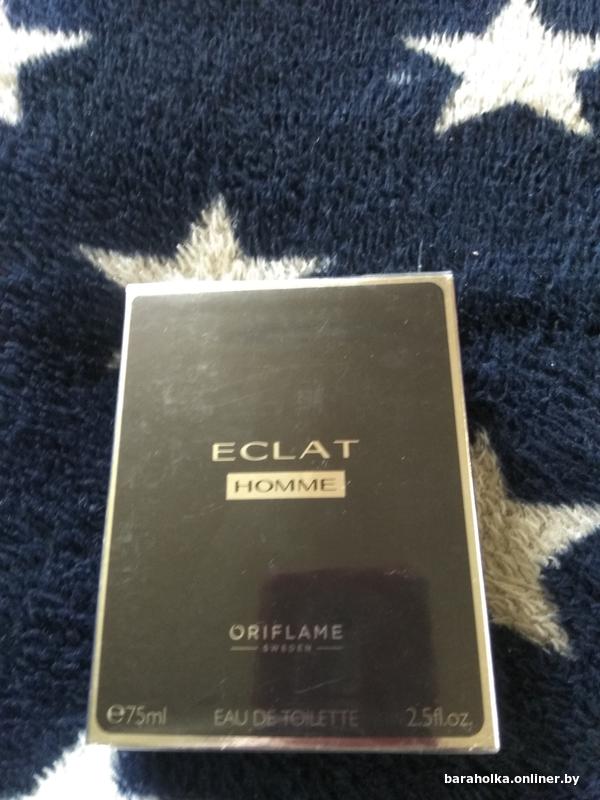 ECLAT
HOMME
ORIFLAME
SWEDEN
℮75ml EAU DE TOILETTE 2.5fl.oz.
baraholka.onliner.by